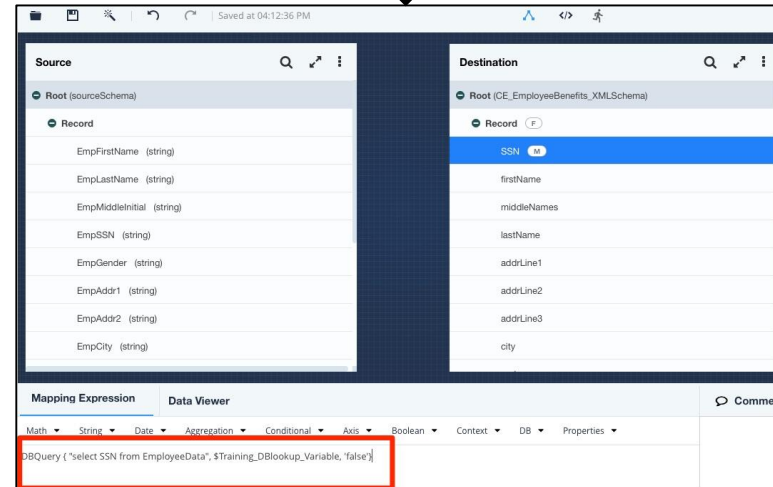 Saved at 04:12:36 PM
</>
Source
Destination
Root (sourceSchema)
Root (CE_EmployeeBenefits_XMLSchema)
Record
Record F
EmpFirstName (string)
SSN M
EmpLastName (string)
firstName
EmpMiddleInitial (string)
middleNames
EmpSSN (string)
lastName
EmpGender (string)
addrLine1
EmpAddr1 (string)
addrLine2
EmpAddr2 (string)
addrLine3
EmpCity (string)
city
Mapping Expression Data Viewer
Comme
Math String Date Aggregation Conditional Axis Boolean Context DB Properties
DBQuery { "select SSN from EmployeeData", $Training_DBlookup_Variable, 'false'}